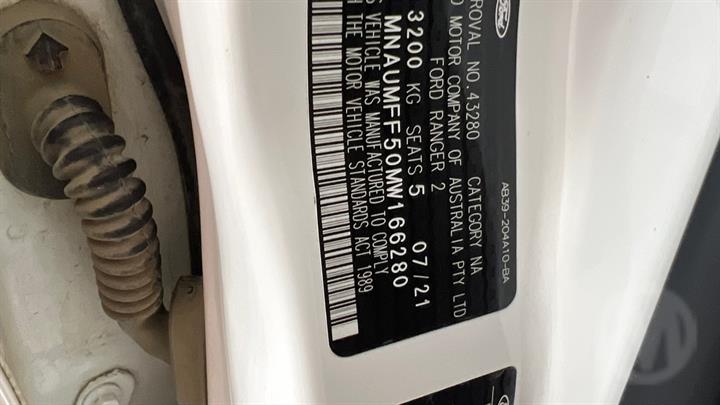 Ford
ROVAL NO. 43280 CATEGORY NA
D MOTOR COMPANY OF AUSTRALIA PTY LTD
FORD RANGER 2
3200 KG SEATS 5 07/21
MNAUMFF50MW166280
S VEHICLE WAS MANUFACTURED TO COMPLY
H THE MOTOR VEHICLE STANDARDS ACT 1989
AB39-204A10-BA